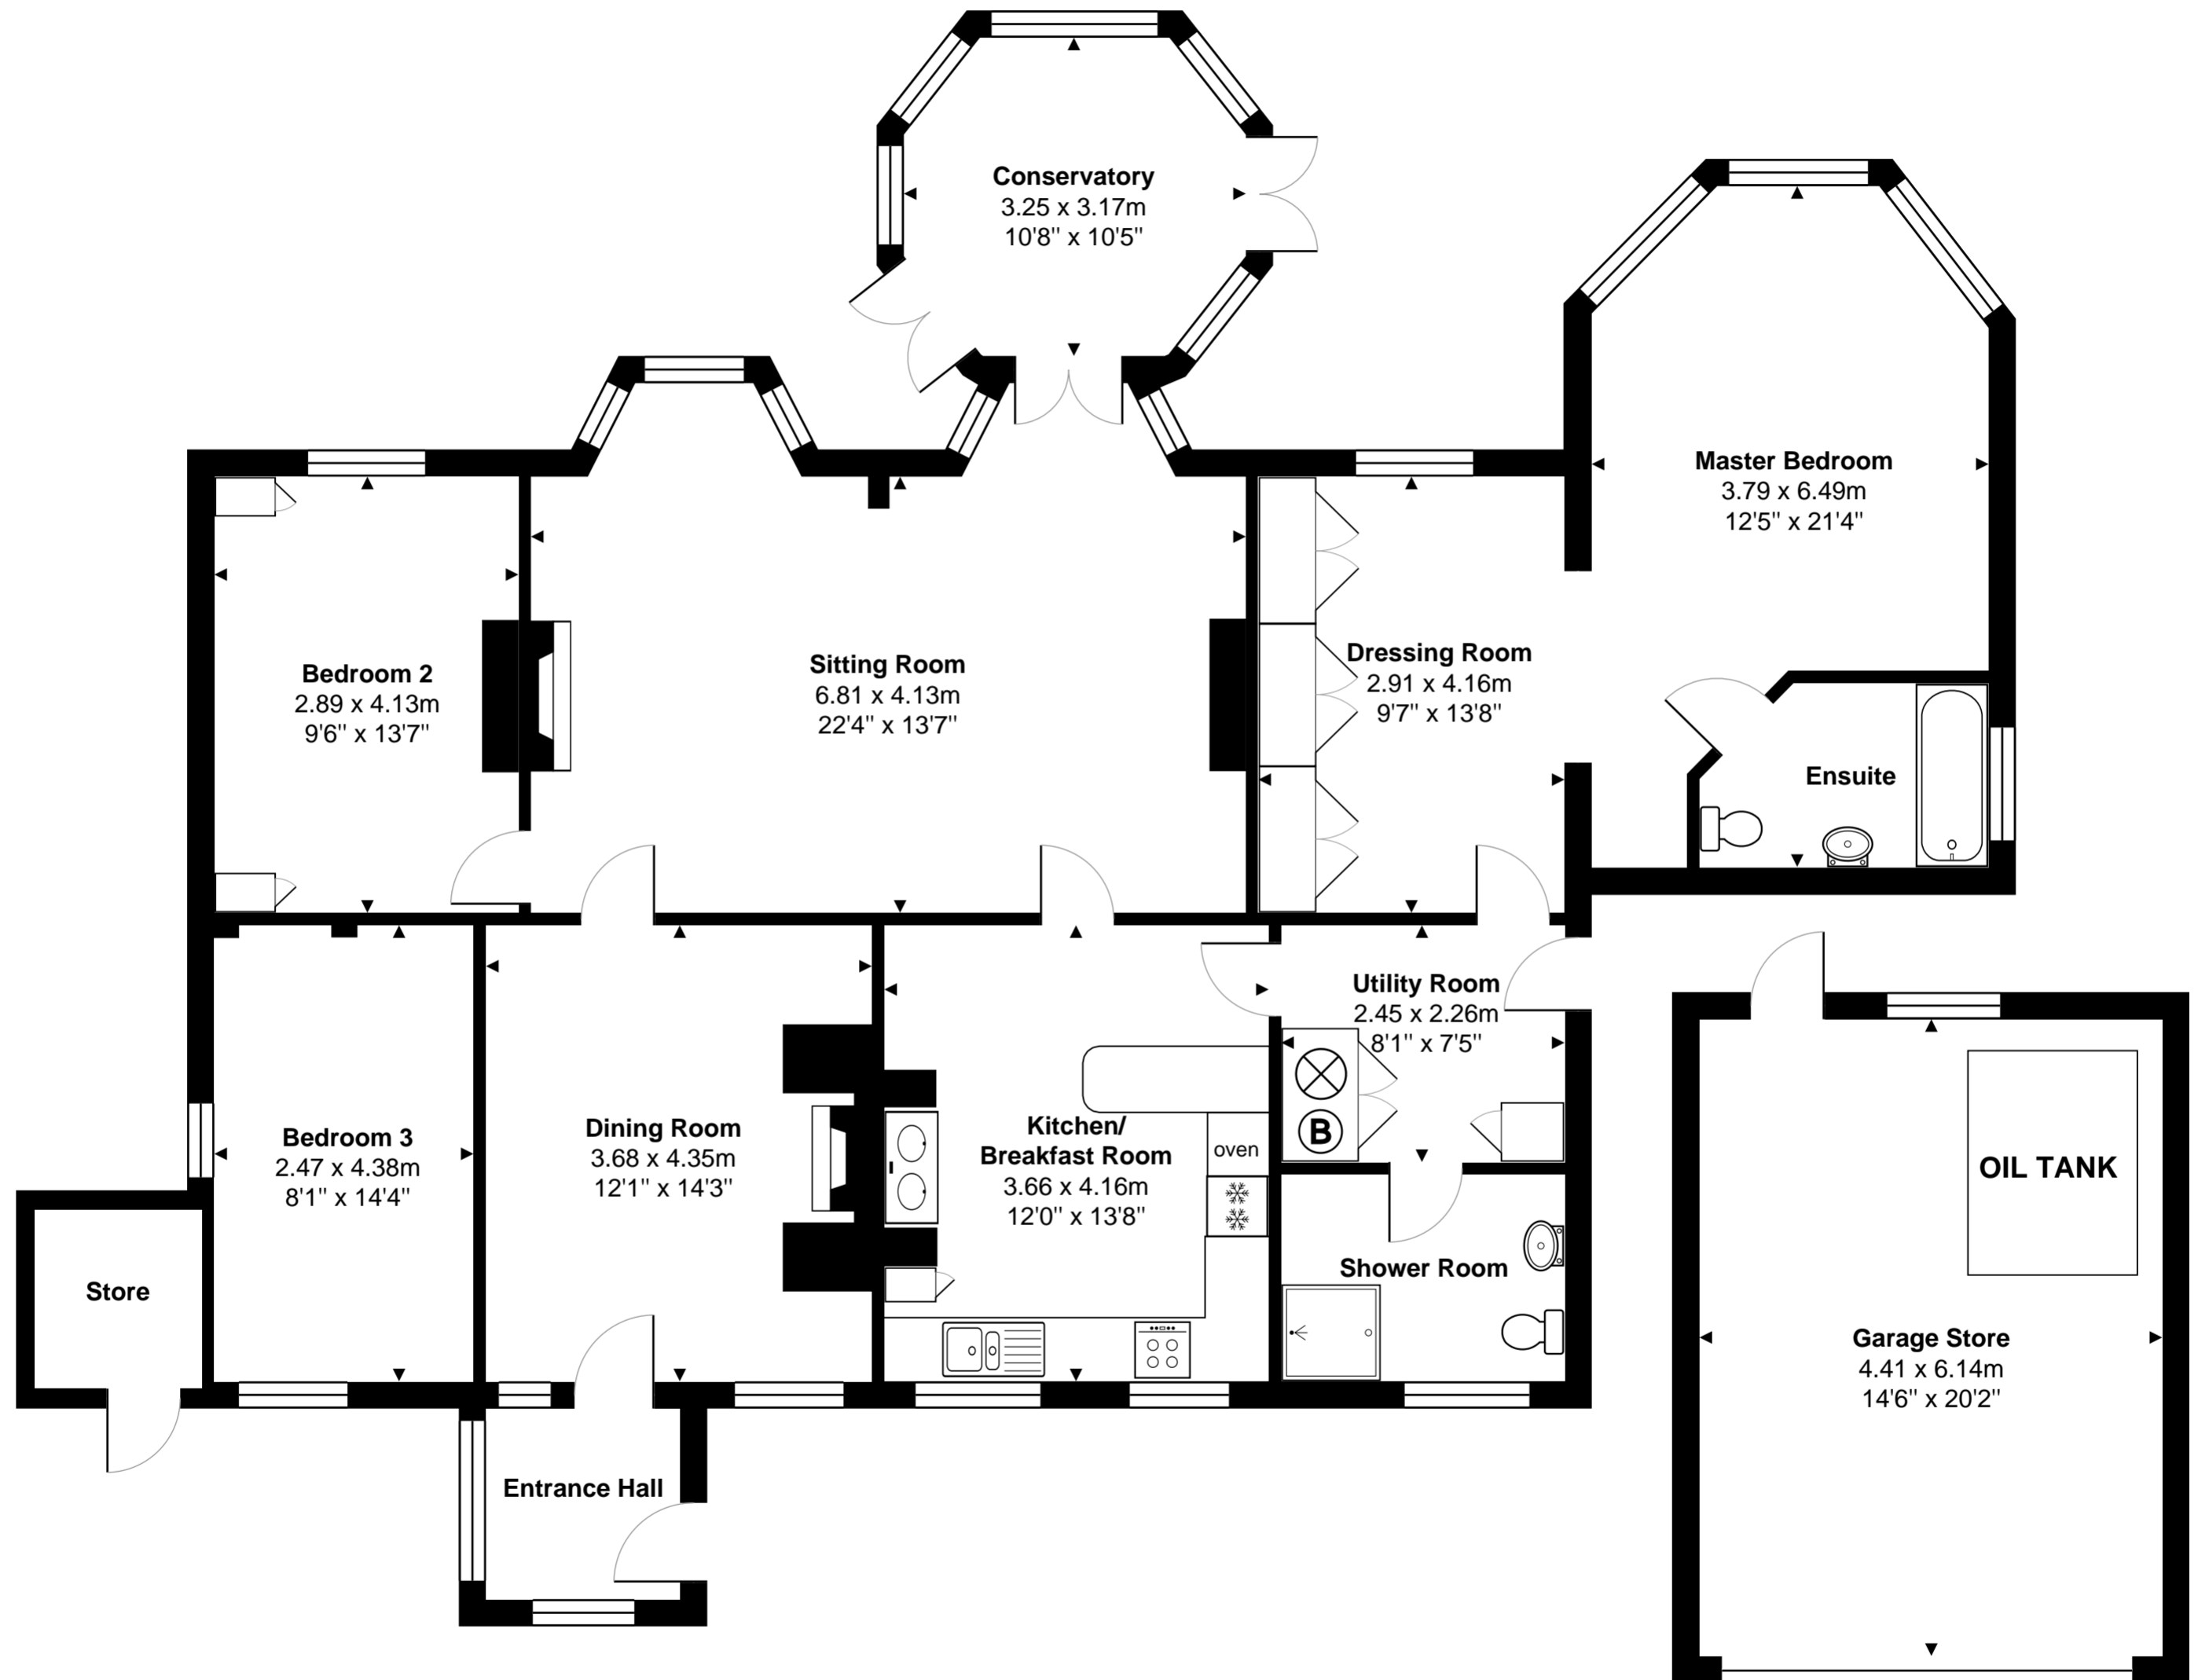 Conservatory
3.25 x 3.17m
10'8" x 10'5"
Master Bedroom
3.79 x 6.49m
12'5" x 21'4"
Bedroom 2
2.89 x 4.13m
9'6" x 13'7"
Sitting Room
6.81 x 4.13m
22'4" x 13'7"
Dressing Room
2.91 x 4.16m
9'7" x 13'8"
Ensuite
Bedroom 3
2.47 x 4.38m
8'1" x 14'4"
Dining Room
3.68 x 4.35m
12'1" x 14'3"
Kitchen/
Breakfast Room
3.66 x 4.16m
12'0" x 13'8"
oven
Utility Room
2.45 x 2.26m
8'1" x 7'5"
B
Shower Room
Store
Entrance Hall
OIL TANK
Garage Store
4.41 x 6.14m
14'6" x 20'2"